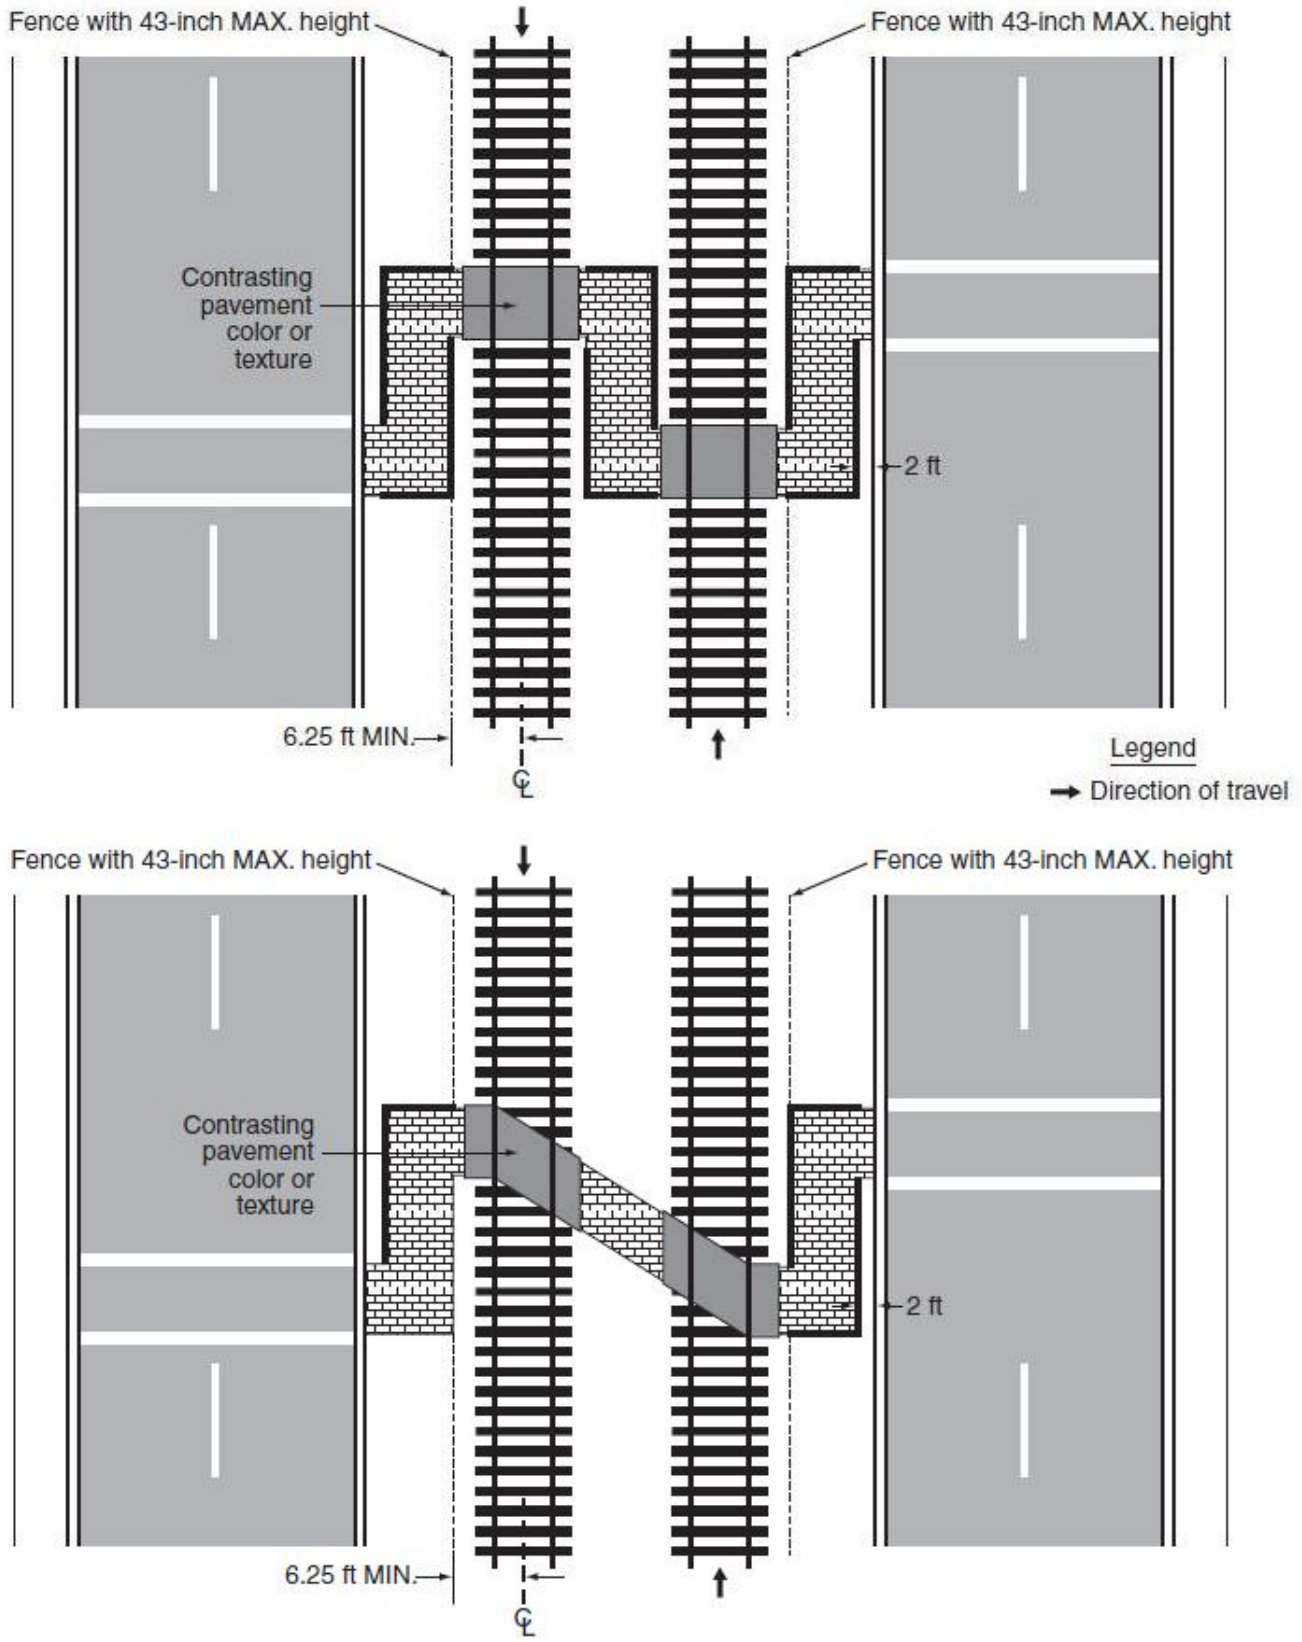 Fence with 43-inch MAX. height
Fence with 43-inch MAX. height
Contrasting
pavement
color or
texture
2 ft
6.25 ft MIN.
℄
Legend
Direction of travel
Fence with 43-inch MAX. height
Fence with 43-inch MAX. height
Contrasting
pavement
color or
texture
2 ft
6.25 ft MIN.
℄